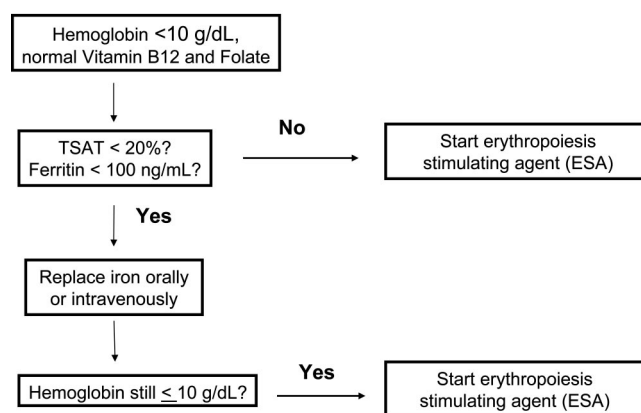 Hemoglobin <10 g/dL,
normal Vitamin B12 and Folate
TSAT < 20%?
Ferritin < 100 ng/mL?
No
Start erythropoiesis
stimulating agent (ESA)
Yes
Replace iron orally
or intravenously
Hemoglobin still ≤ 10 g/dL?
Yes
Start erythropoiesis
stimulating agent (ESA)